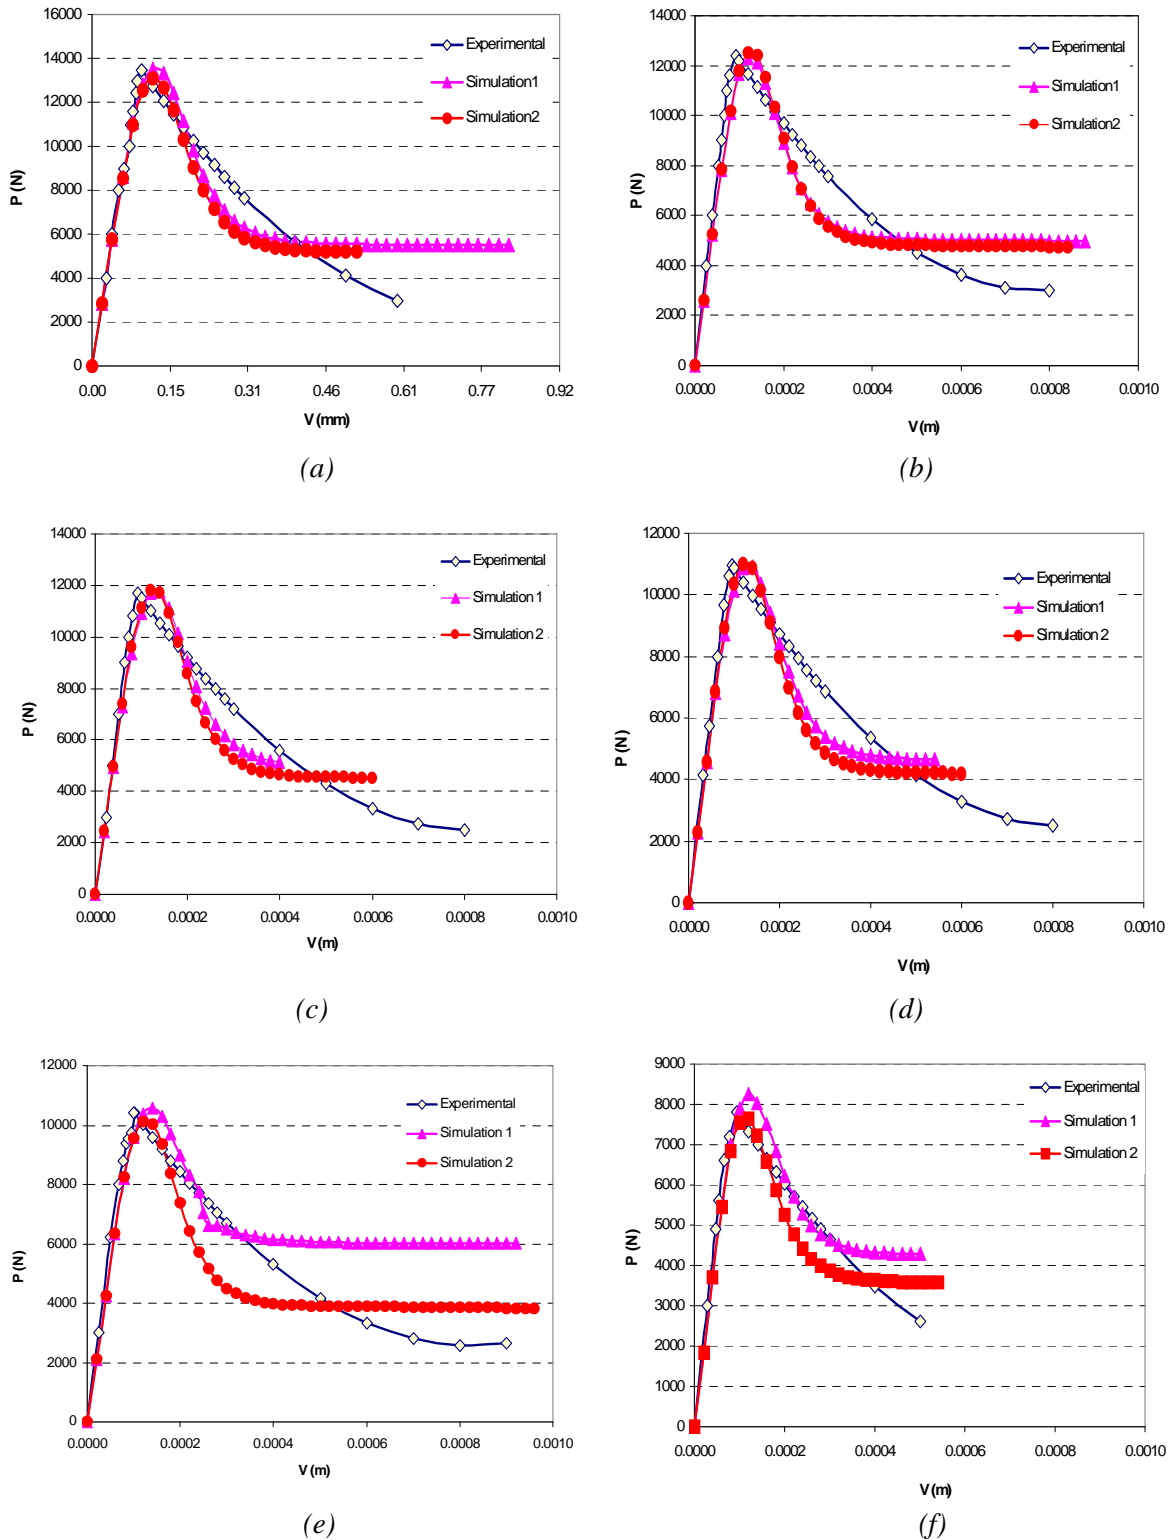 16000
14000
12000
10000
8000
6000
4000
2000
0
P (N)
0.00 0.15 0.31 0.46 0.61 0.77 0.92
V (mm)
Experimental
Simulation1
Simulation2
(a)
14000
12000
10000
8000
6000
4000
2000
0
P (N)
0.0000 0.0002 0.0004 0.0006 0.0008 0.0010
V (m)
Experimental
Simulation1
Simulation2
(b)
14000
12000
10000
8000
6000
4000
2000
0
P (N)
0.0000 0.0002 0.0004 0.0006 0.0008 0.0010
V (m)
Experimental
Simulation 1
Simulation 2
(c)
12000
10000
8000
6000
4000
2000
0
P (N)
0.0000 0.0002 0.0004 0.0006 0.0008 0.0010
V (m)
Experimental
Simulation1
Simulation 2
(d)
12000
10000
8000
6000
4000
2000
0
P (N)
0.0000 0.0002 0.0004 0.0006 0.0008 0.0010
V (m)
Experimental
Simulation 1
Simulation 2
(e)
9000
8000
7000
6000
5000
4000
3000
2000
1000
0
P (N)
0.0000 0.0002 0.0004 0.0006 0.0008 0.0010
V (m)
Experimental
Simulation 1
Simulation 2
(f)